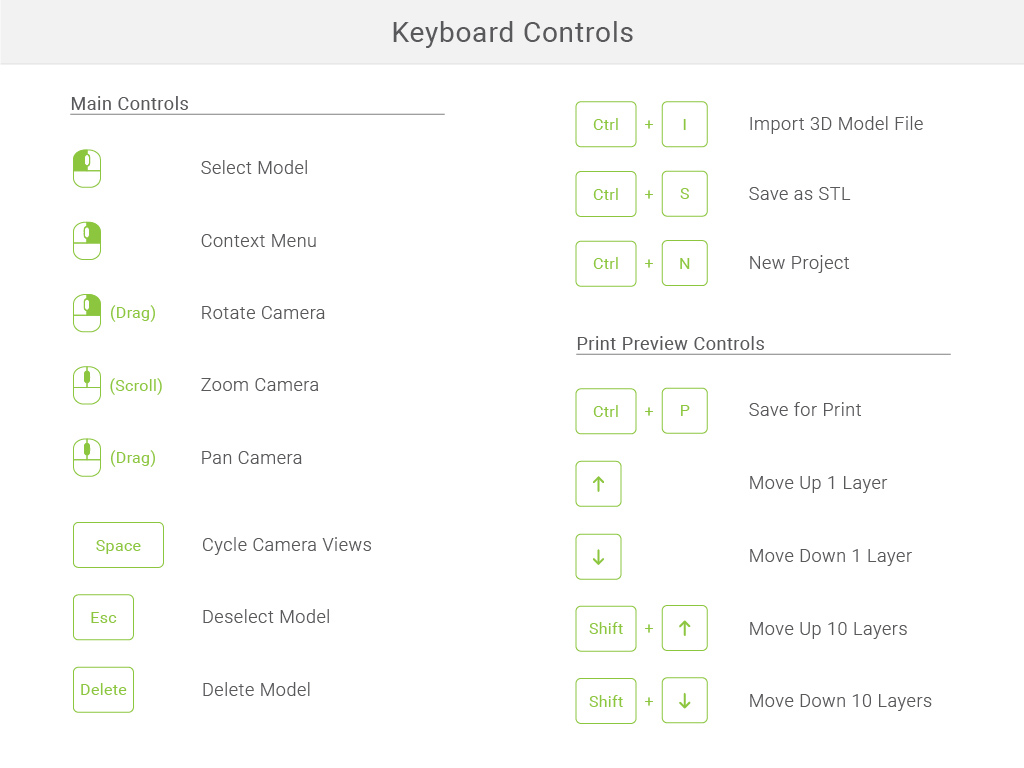 Keyboard Controls
Main Controls
Select Model
Context Menu
(Drag) Rotate Camera
(Scroll) Zoom Camera
(Drag) Pan Camera
Space Cycle Camera Views
Esc Deselect Model
Delete Delete Model
Ctrl + I Import 3D Model File
Ctrl + S Save as STL
Ctrl + N New Project
Print Preview Controls
Ctrl + P Save for Print
↑ Move Up 1 Layer
↓ Move Down 1 Layer
Shift + ↑ Move Up 10 Layers
Shift + ↓ Move Down 10 Layers